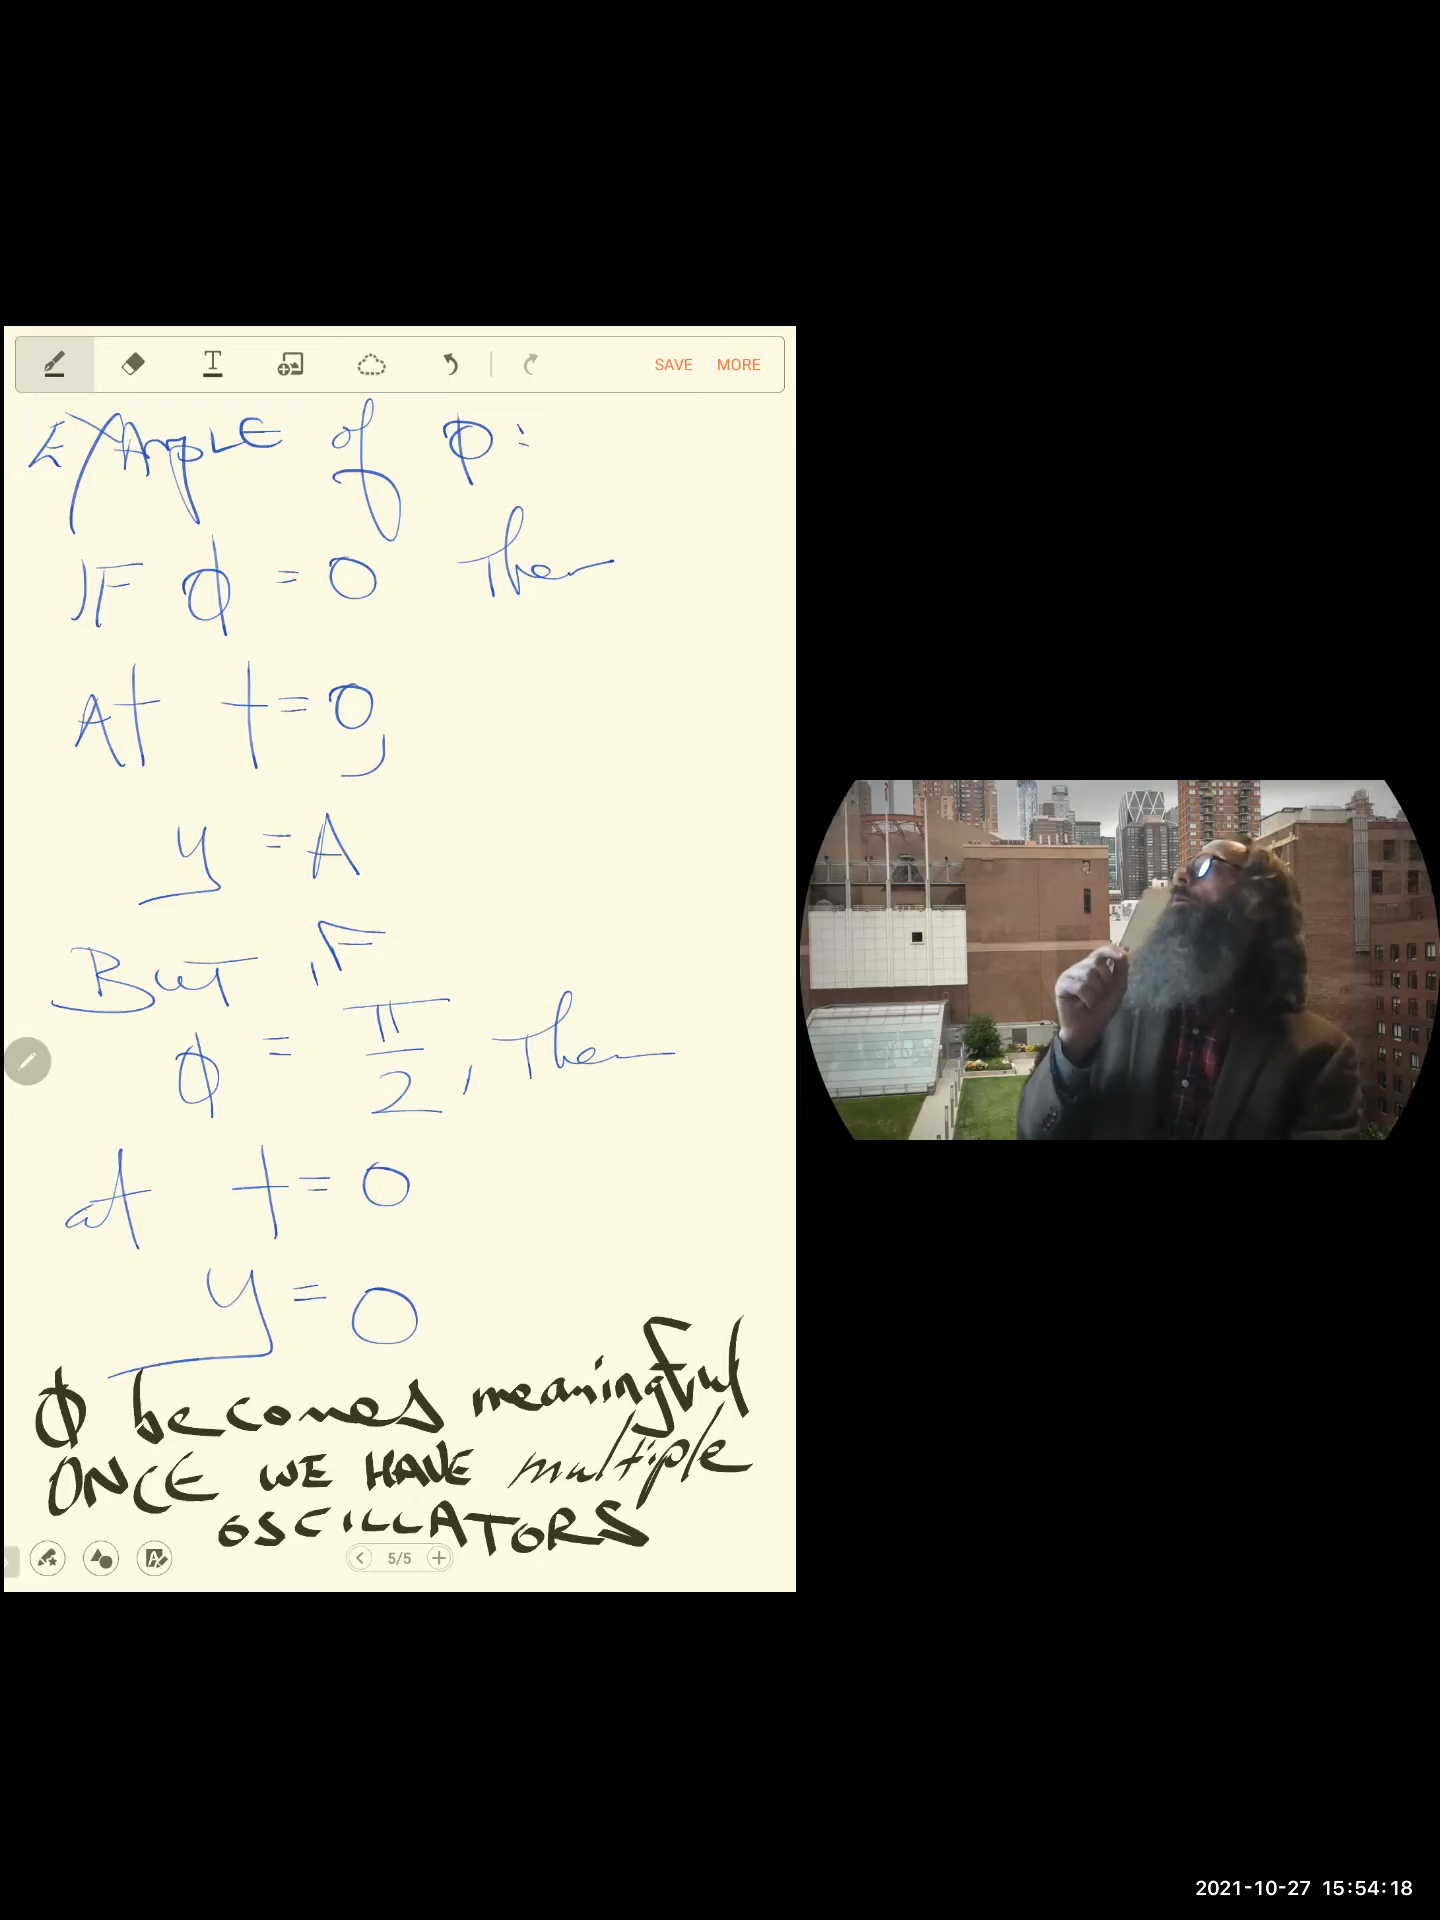 SAVE MORE
EXAmpLE of ϕ:
IF ϕ = 0 Then
At t = 0,
y = A
But iF
ϕ = π/2, Then
at t = 0
y = 0
ϕ becomes meaningful
ONCE WE HAVE multiple
OSCILLATORS
5/5
2021-10-27 15:54:18